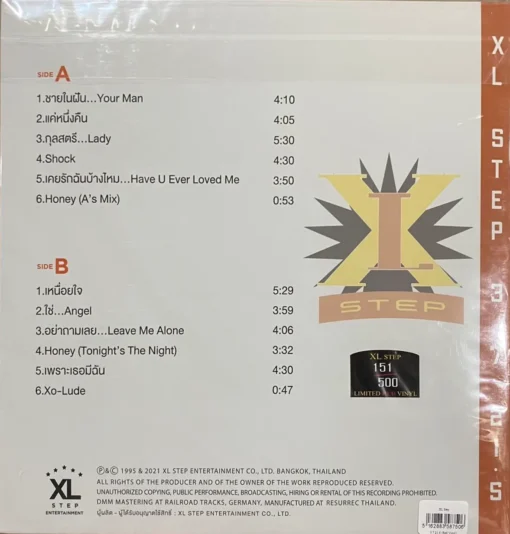 SIDE A
1.ชายในฝัน...Your Man 4:10
2.แค่หนึ่งคืน 4:05
3.กุลสตรี...Lady 5:30
4.Shock 4:30
5.เคยรักฉันบ้างไหม...Have U Ever Loved Me 3:50
6.Honey (A's Mix) 0:53
SIDE B
1.เหนื่อยใจ 5:29
2.ใช่...Angel 3:59
3.อย่าถามเลย...Leave Me Alone 4:06
4.Honey (Tonight's The Night) 3:32
5.เพราะเธอมีฉัน 4:30
6.Xo-Lude 0:47
XL
STEP
XL STEP
151
500
LIMITED VINYL
XL STEP
XL
STEP
ENTERTAINMENT
Ⓟ&© 1995 & 2021 XL STEP ENTERTAINMENT CO., LTD. BANGKOK, THAILAND
ALL RIGHTS OF THE PRODUCER AND OF THE OWNER OF THE WORK REPRODUCED RESERVED.
UNAUTHORIZED COPYING, PUBLIC PERFORMANCE, BROADCASTING, HIRING OR RENTAL OF THIS RECORDING PROHIBITED.
DMM MASTERING AT RAILROAD TRACKS, GERMANY, MANUFACTURED AT RESURREC THAILAND.
ผู้ผลิต - ผู้ได้รับอนุญาตใช้สิทธิ์ : XL STEP ENTERTAINMENT CO., LTD.